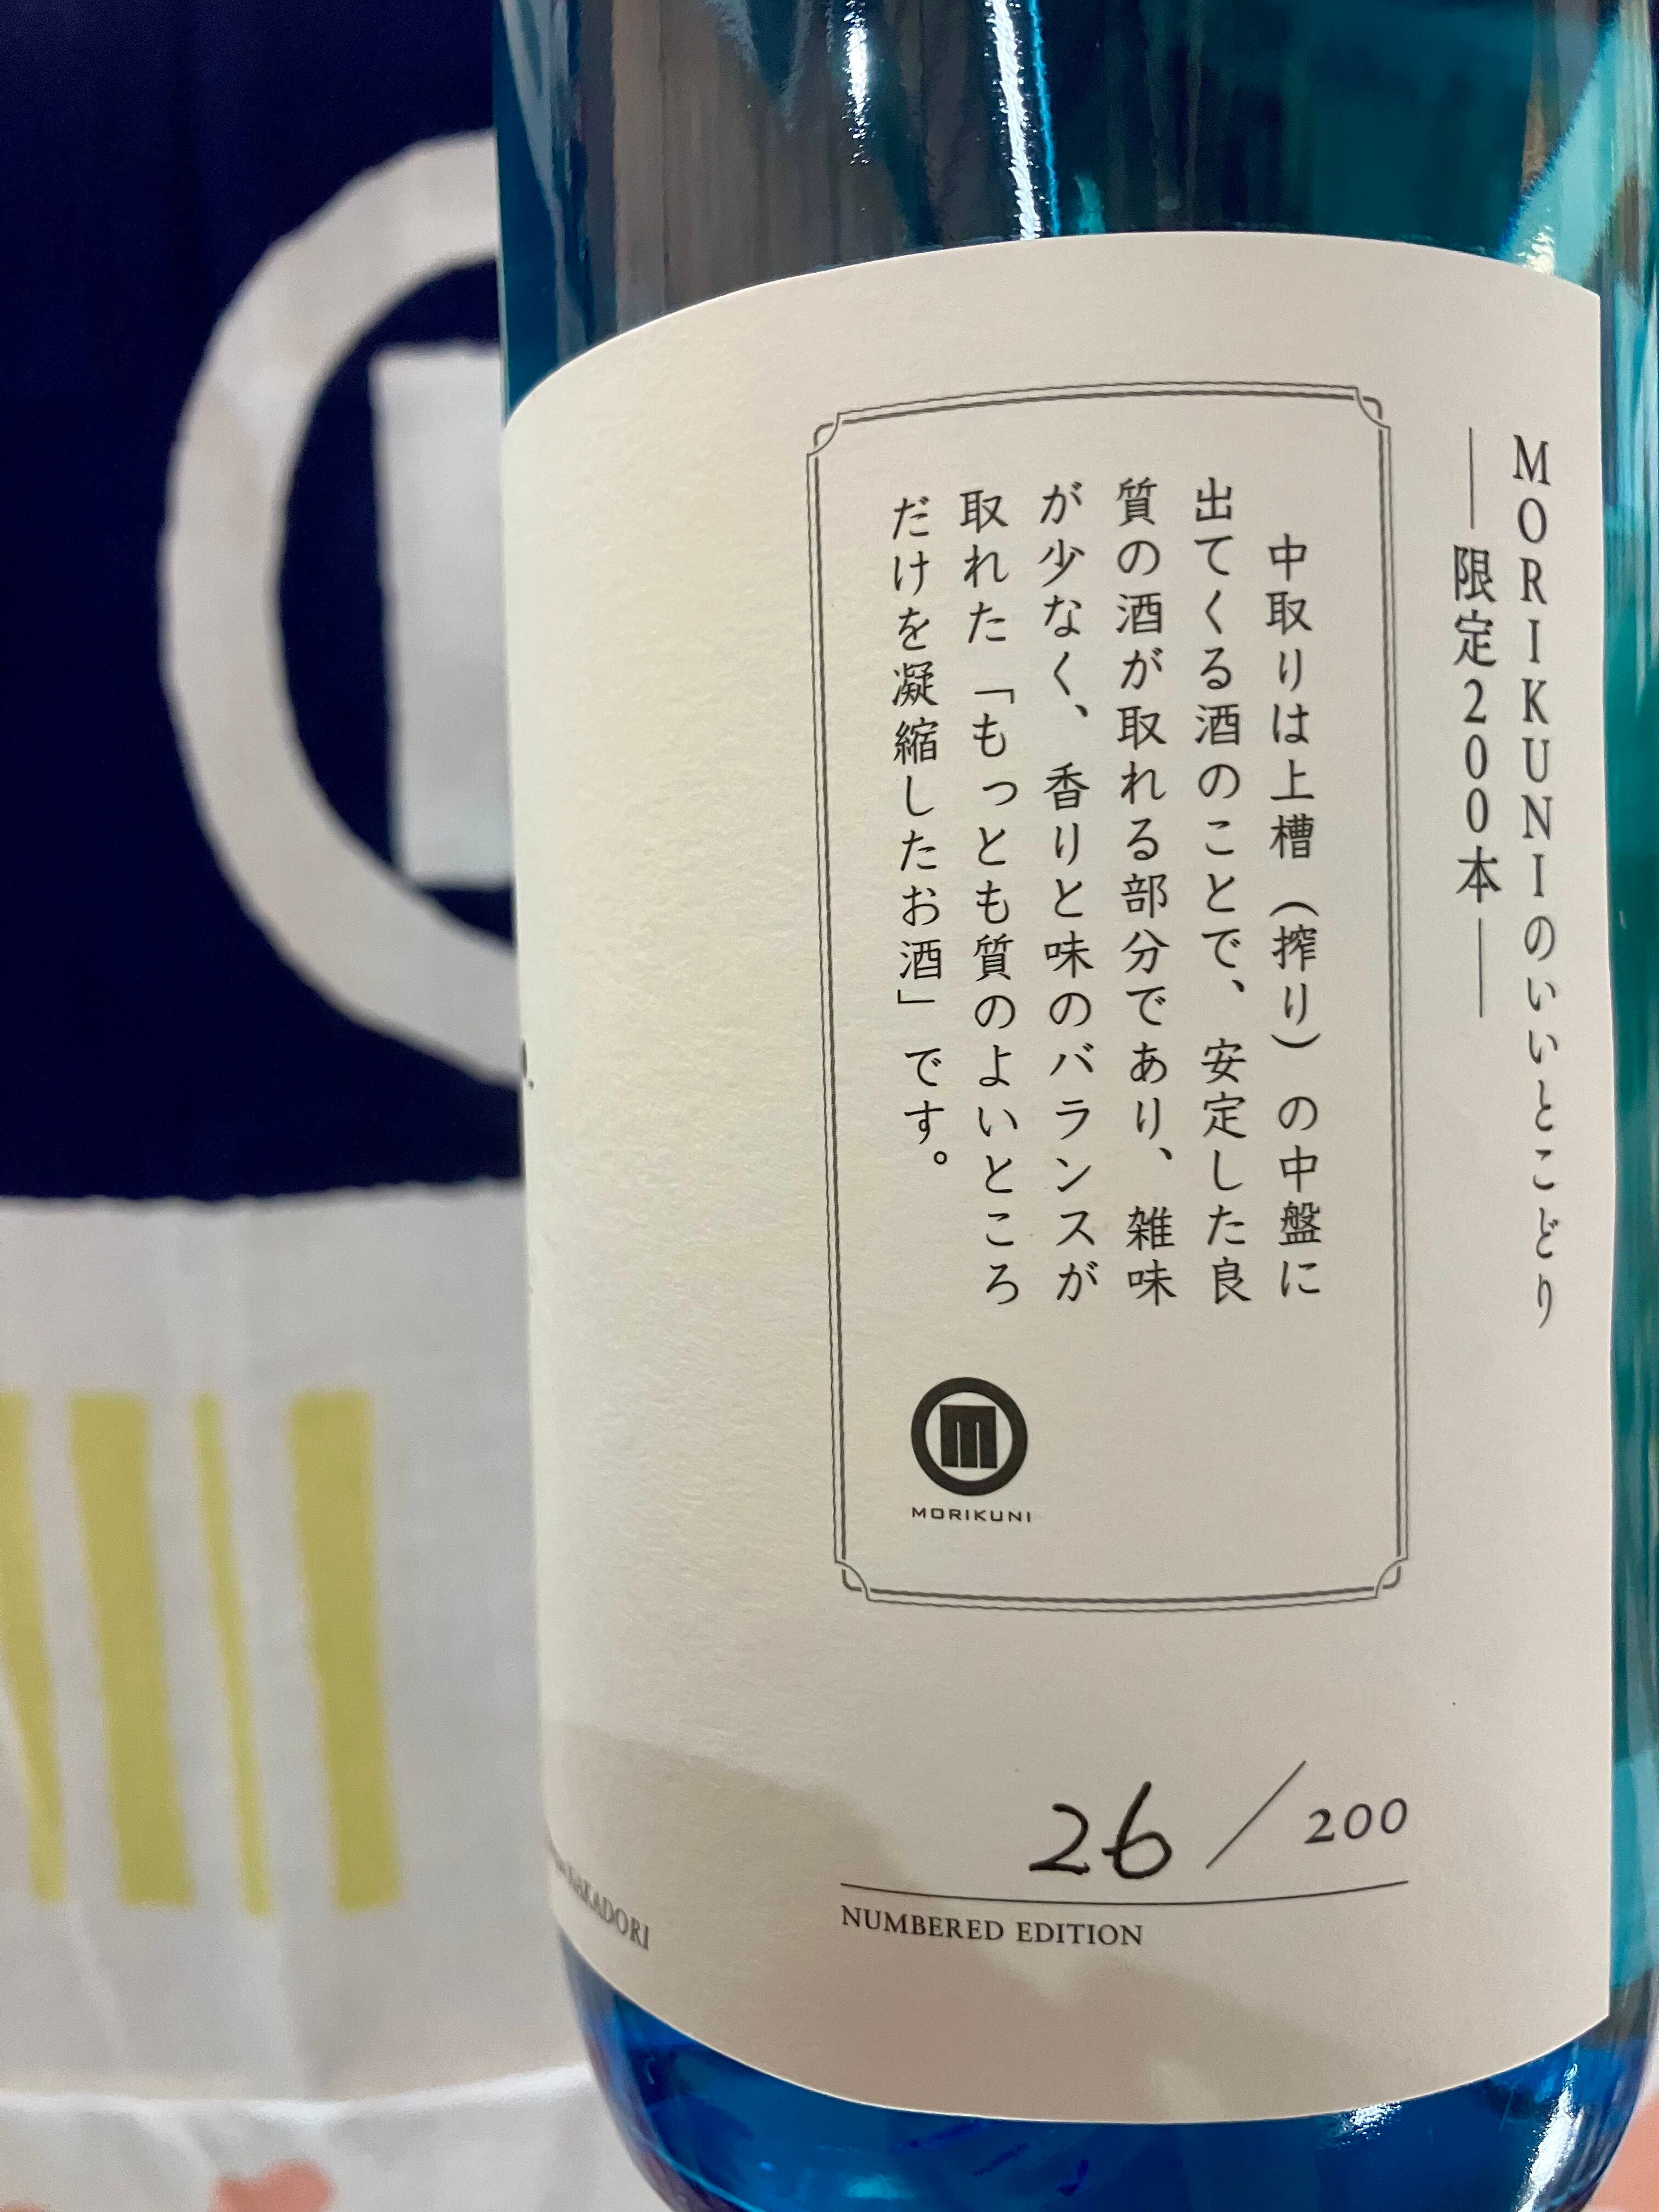 MORIKUNIのいいとこどり
―限定200本―
中取りは上槽（搾り）の中盤に
出てくる酒のことで、安定した良
質の酒が取れる部分であり、雑味
が少なく、香りと味のバランスが
取れた「もっとも質のよいところ
だけを凝縮したお酒」です。
MORIKUNI
26/200
NUMBERED EDITION
NAKADORI